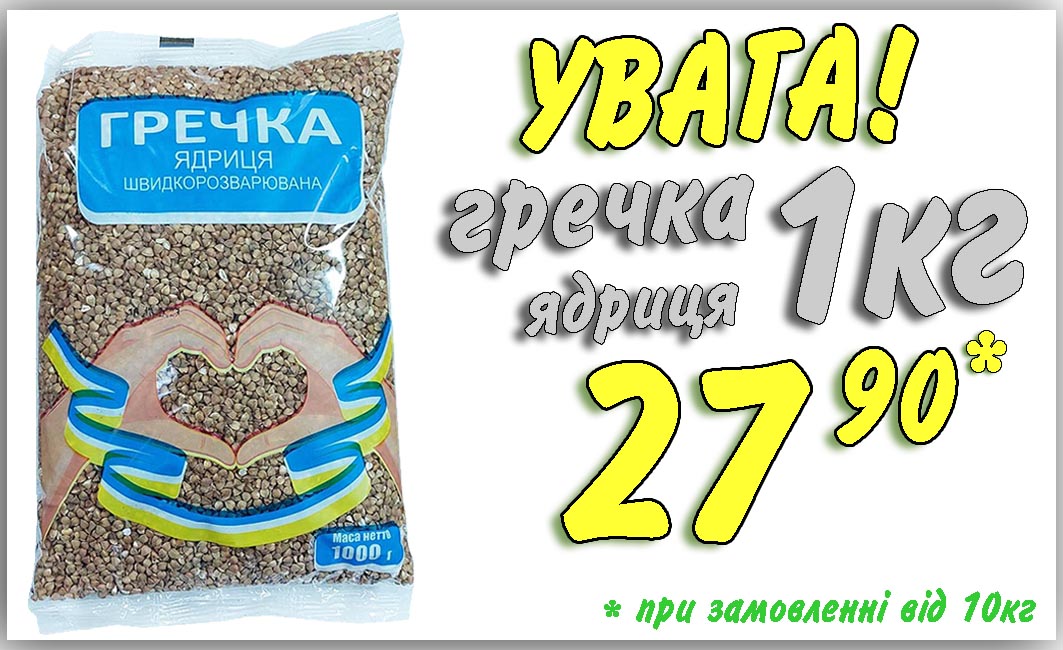 ГРЕЧКА
ЯДРИЦЯ
ШВИДКОРОЗВАРЮВАНА
Маса нетто
1000 г
УВАГА!
гречка 1кг
ядриця
27 90*
* при замовленні від 10кг